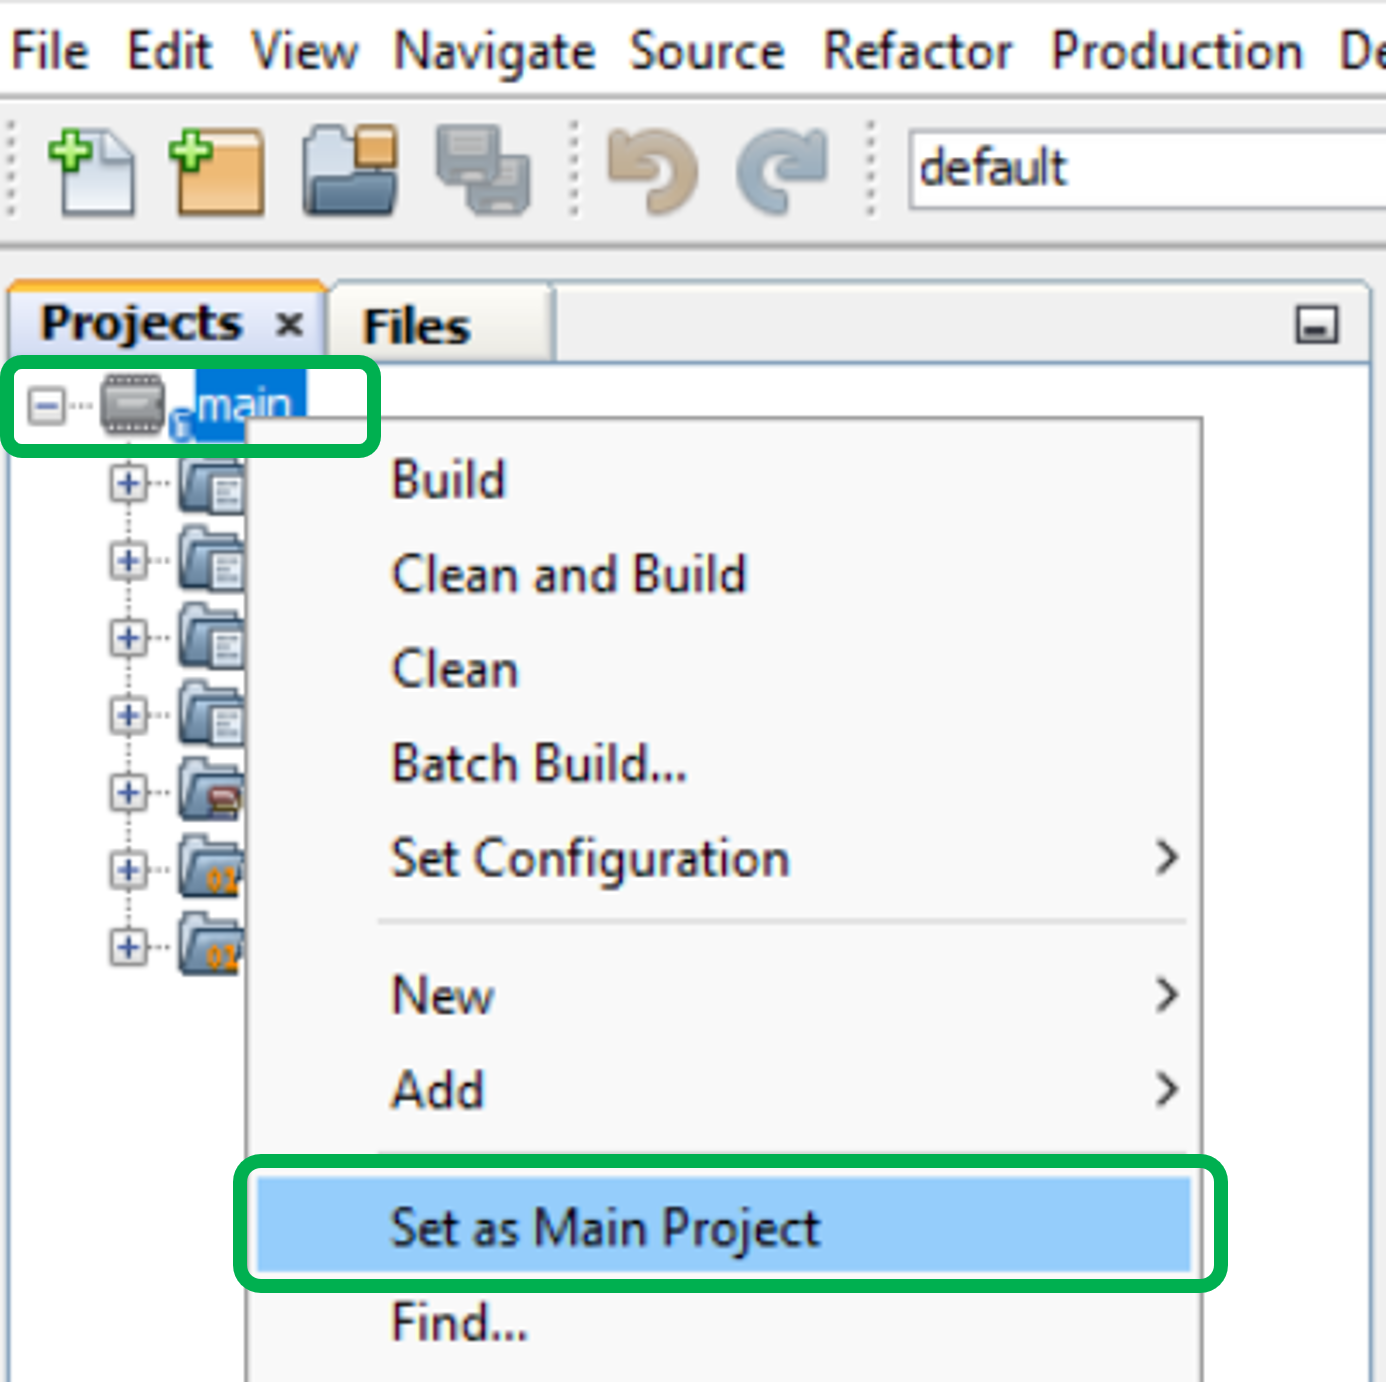 File Edit View Navigate Source Refactor Production De
default
Projects × Files
main
Build
Clean and Build
Clean
Batch Build...
Set Configuration
New
Add
Set as Main Project
Find...